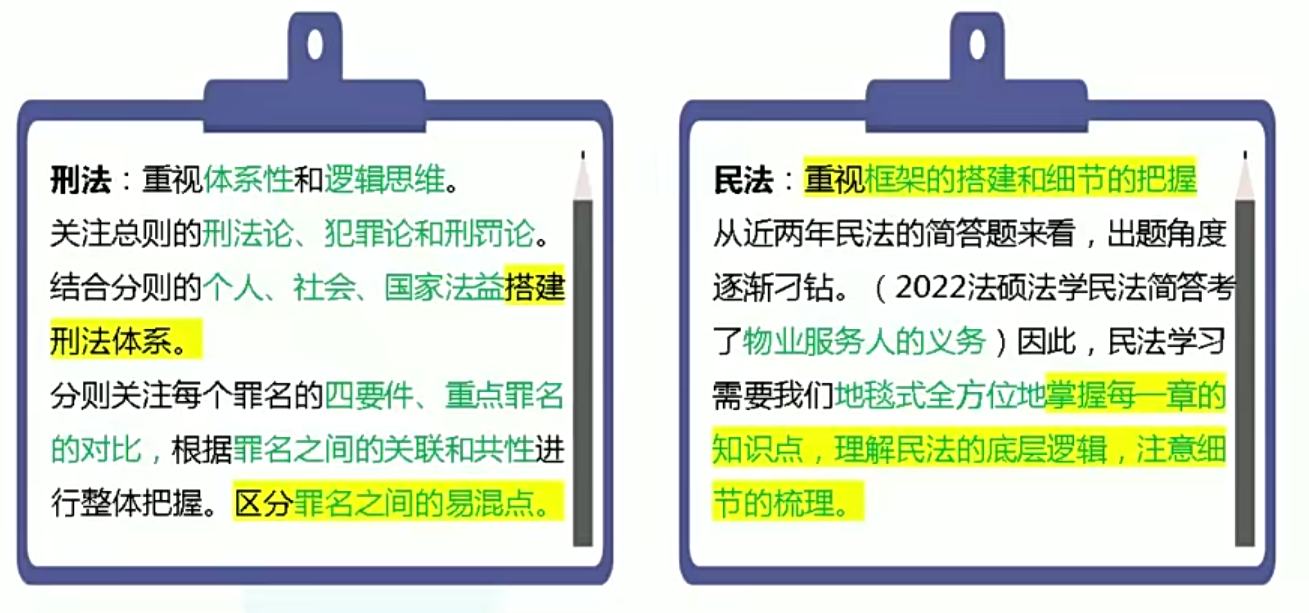 刑法：重视体系性和逻辑思维。
关注总则的刑法论、犯罪论和刑罚论。
结合分则的个人、社会、国家法益搭建
刑法体系。
分则关注每个罪名的四要件、重点罪名
的对比，根据罪名之间的关联和共性进
行整体把握。区分罪名之间的易混点。
民法：重视框架的搭建和细节的把握
从近两年民法的简答题来看，出题角度
逐渐刁钻。（2022法硕法学民法简答考
了物业服务人的义务）因此，民法学习
需要我们地毯式全方位地掌握每一章的
知识点，理解民法的底层逻辑，注意细
节的梳理。